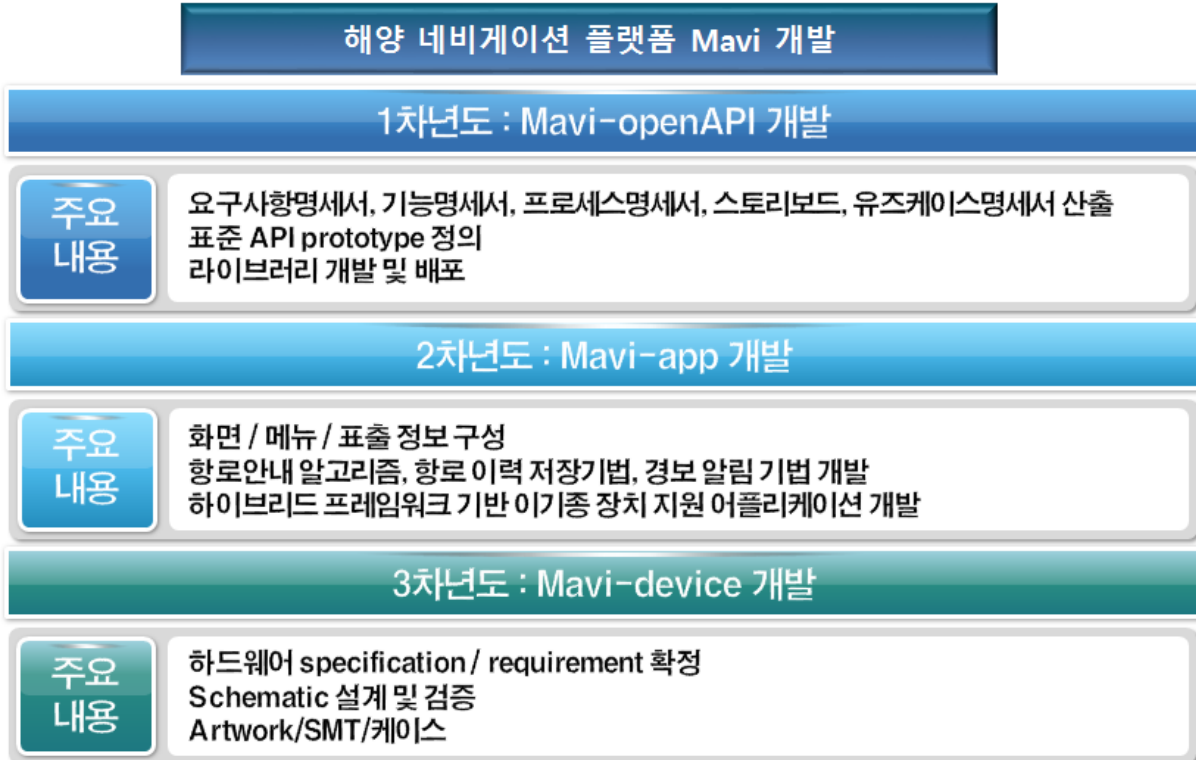 해양 네비게이션 플랫폼 Mavi 개발
1차년도 : Mavi-openAPI 개발
주요
내용
요구사항명세서, 기능명세서, 프로세스명세서, 스토리보드, 유즈케이스명세서 산출
표준 API prototype 정의
라이브러리 개발 및 배포
2차년도 : Mavi-app 개발
주요
내용
화면 / 메뉴 / 표출 정보 구성
항로안내 알고리즘, 항로 이력 저장기법, 경보 알림 기법 개발
하이브리드 프레임워크 기반 이기종 장치 지원 어플리케이션 개발
3차년도 : Mavi-device 개발
주요
내용
하드웨어 specification / requirement 확정
Schematic 설계 및 검증
Artwork/SMT/케이스